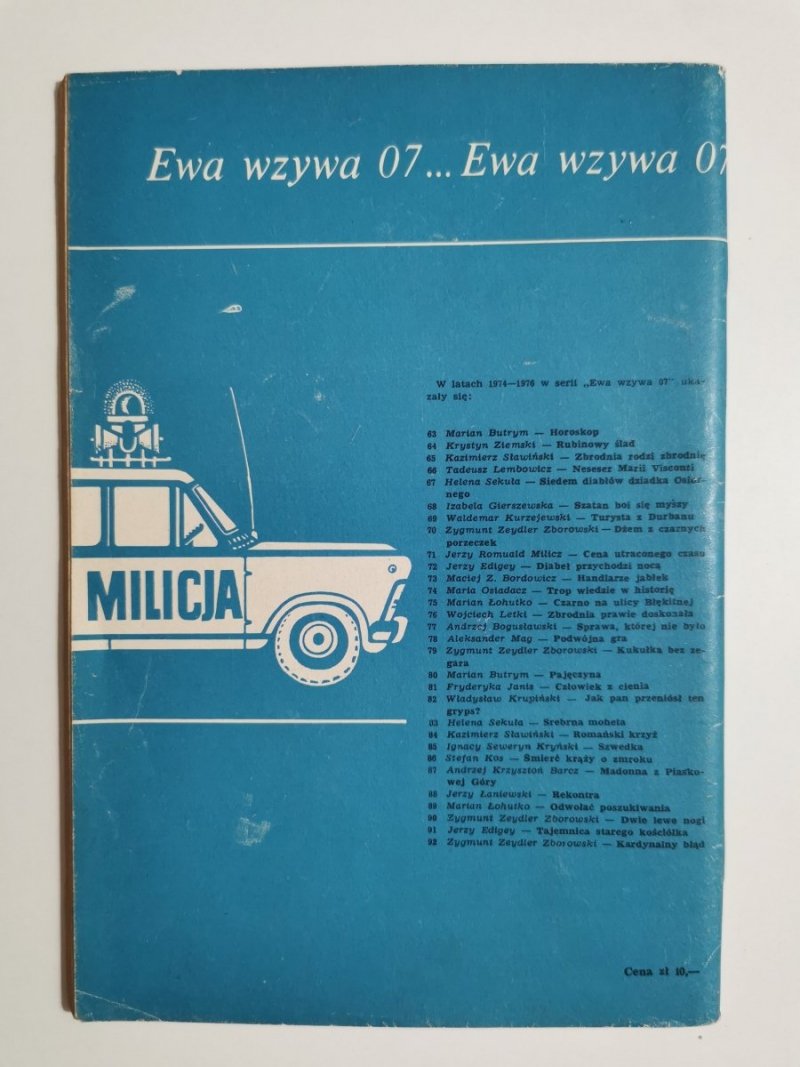 Ewa wzywa 07... Ewa wzywa 07
W latach 1974—1976 w serii „Ewa wzywa 07" uka-
zały się:
63 Marian Butrym — Horoskop
64 Krystyn Ziemski — Rubinowy ślad
65 Kazimierz Sławiński — Zbrodnia rodzi zbrodnię
66 Tadeusz Lembowicz — Neseser Marii Visconti
67 Helena Sekuła — Siedem diabłów dziadka Osior-
nego
68 Izabela Gierszewska — Szatan boi się myszy
69 Waldemar Kurzejewski — Turysta z Durbanu
70 Zygmunt Zeydler Zborowski — Dżem z czarnych
porzeczek
71 Jerzy Romuald Milicz — Cena utraconego czasu
72 Jerzy Edigey — Diabeł przychodzi nocą
73 Maciej Z. Bordowicz — Handlarze jabłek
74 Maria Osiadacz — Trop wiedzie w historię
75 Marian Łohutko — Czarno na ulicy Błękitnej
76 Wojciech Letki — Zbrodnia prawie doskonała
77 Andrzej Bogusławski — Sprawa, której nie było
78 Aleksander Mag — Podwójna gra
79 Zygmunt Zeydler Zborowski — Kukułka bez ze-
gara
80 Marian Butrym — Pajęczyna
81 Fryderyka Janis — Człowiek z cienia
82 Władysław Krupiński — Jak pan przeniósł ten
gryps?
83 Helena Sekuła — Srebrna moneta
84 Kazimierz Sławiński — Romański krzyż
85 Ignacy Seweryn Kryński — Szwedka
86 Stefan Kos — Śmierć krąży o zmroku
87 Andrzej Krzysztoń Barcz — Madonna z Piasko-
wej Góry
88 Jerzy Łaniewski — Rekontra
89 Marian Łohutko — Odwołać poszukiwania
90 Zygmunt Zeydler Zborowski — Dwie lewe nogi
91 Jerzy Edigey — Tajemnica starego kościółka
92 Zygmunt Zeydler Zborowski — Kardynalny błąd
MILICJA
Cena zł 10,—